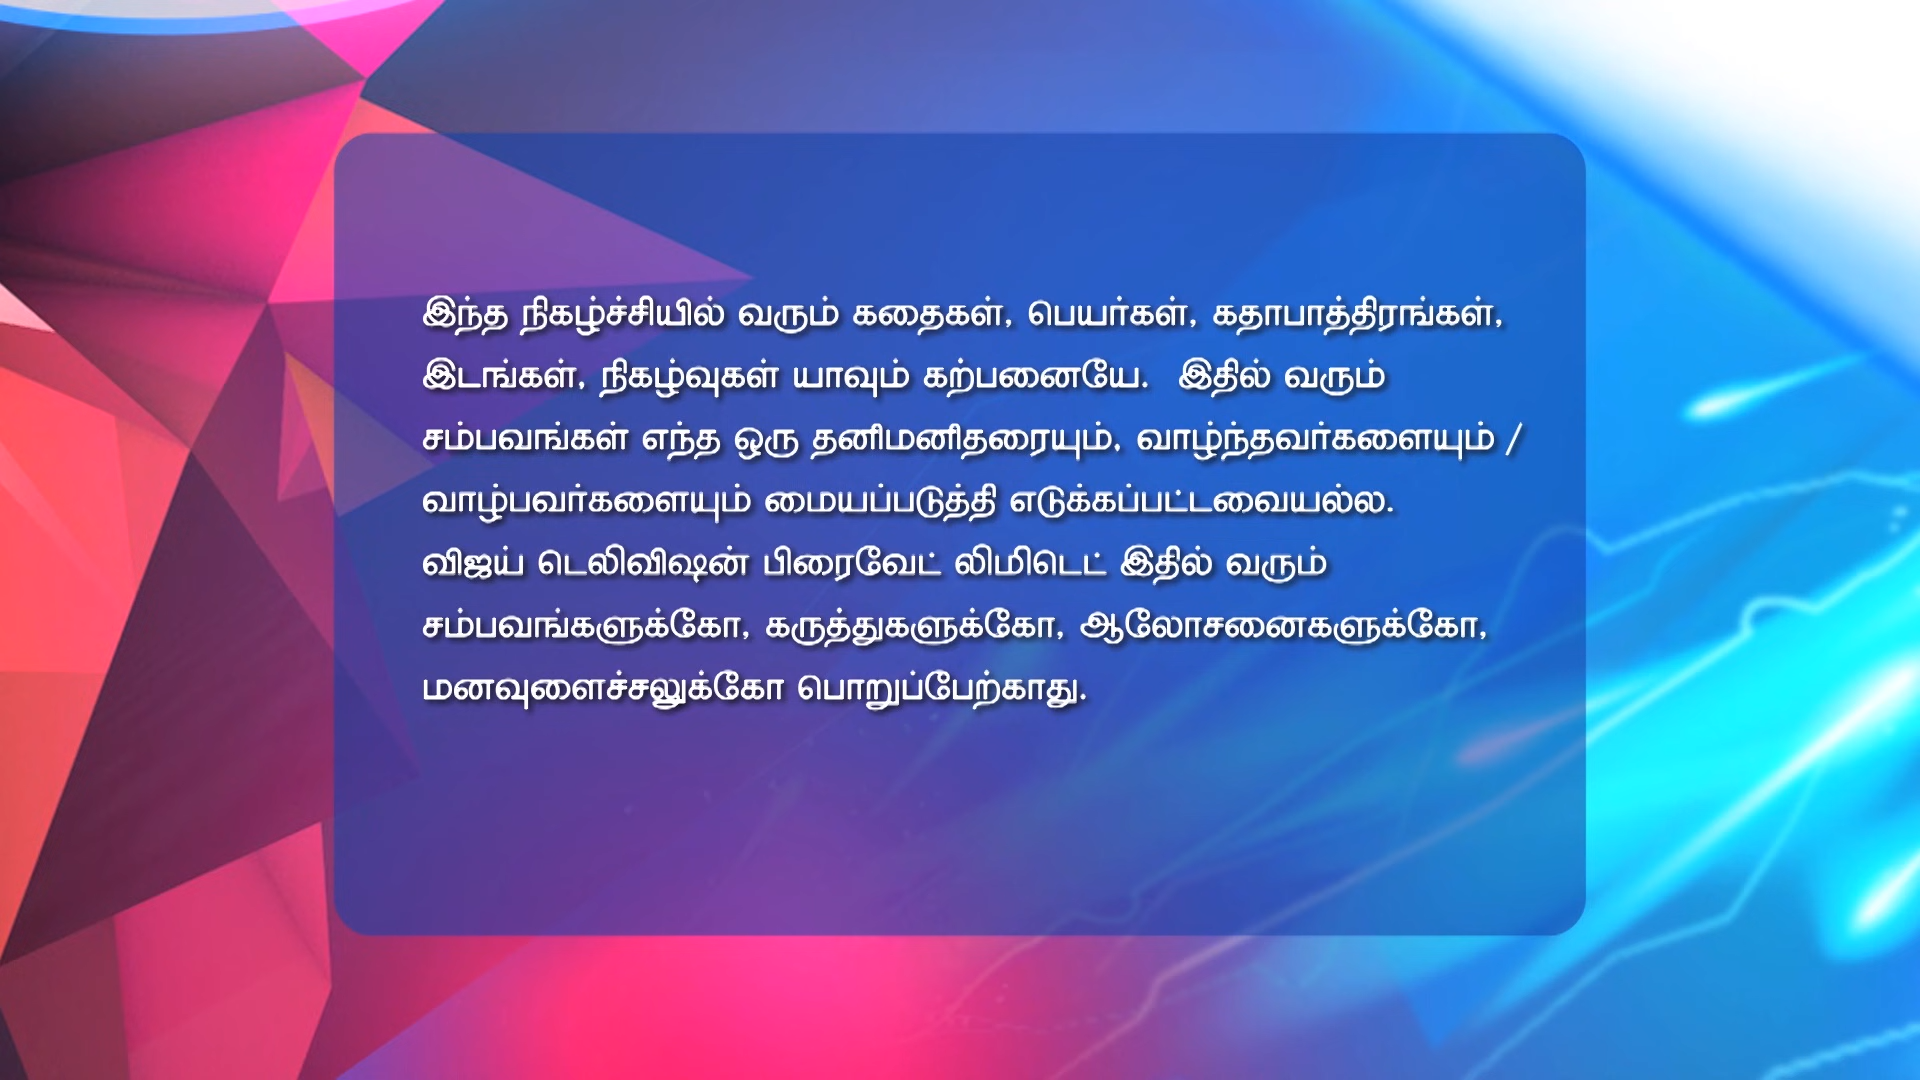 இந்த நிகழ்ச்சியில் வரும் கதைகள், பெயர்கள், கதாபாத்திரங்கள்,
இடங்கள், நிகழ்வுகள் யாவும் கற்பனையே. இதில் வரும்
சம்பவங்கள் எந்த ஒரு தனிமனிதரையும், வாழ்ந்தவர்களையும் /
வாழ்பவர்களையும் மையப்படுத்தி எடுக்கப்பட்டவையல்ல.
விஜய் டெலிவிஷன் பிரைவேட் லிமிடெட் இதில் வரும்
சம்பவங்களுக்கோ, கருத்துகளுக்கோ, ஆலோசனைகளுக்கோ,
மனவுளைச்சலுக்கோ பொறுப்பேற்காது.